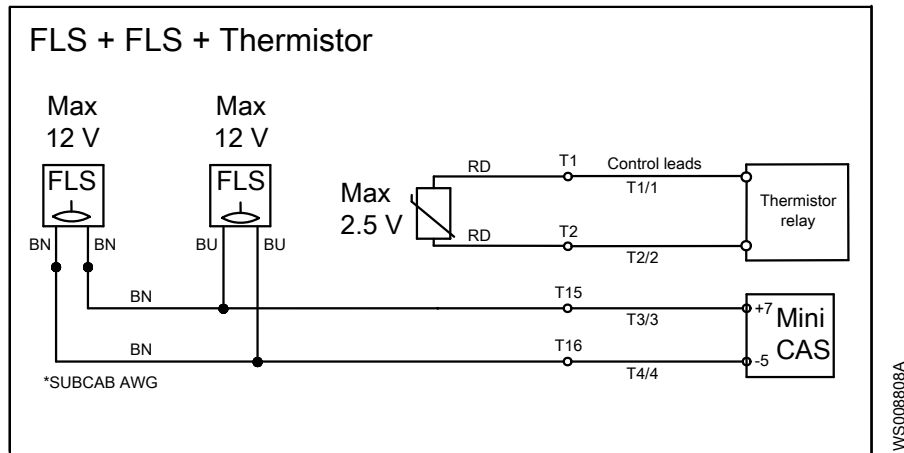 FLS + FLS + Thermistor
Max
12 V
Max
12 V
FLS
FLS
BN
BN
BU
BU
Max
2.5 V
RD
T1
Control leads
T1/1
RD
T2
T2/2
Thermistor
relay
BN
T15
T3/3
+7
BN
T16
T4/4
-5
Mini
CAS
*SUBCAB AWG
WS008808A